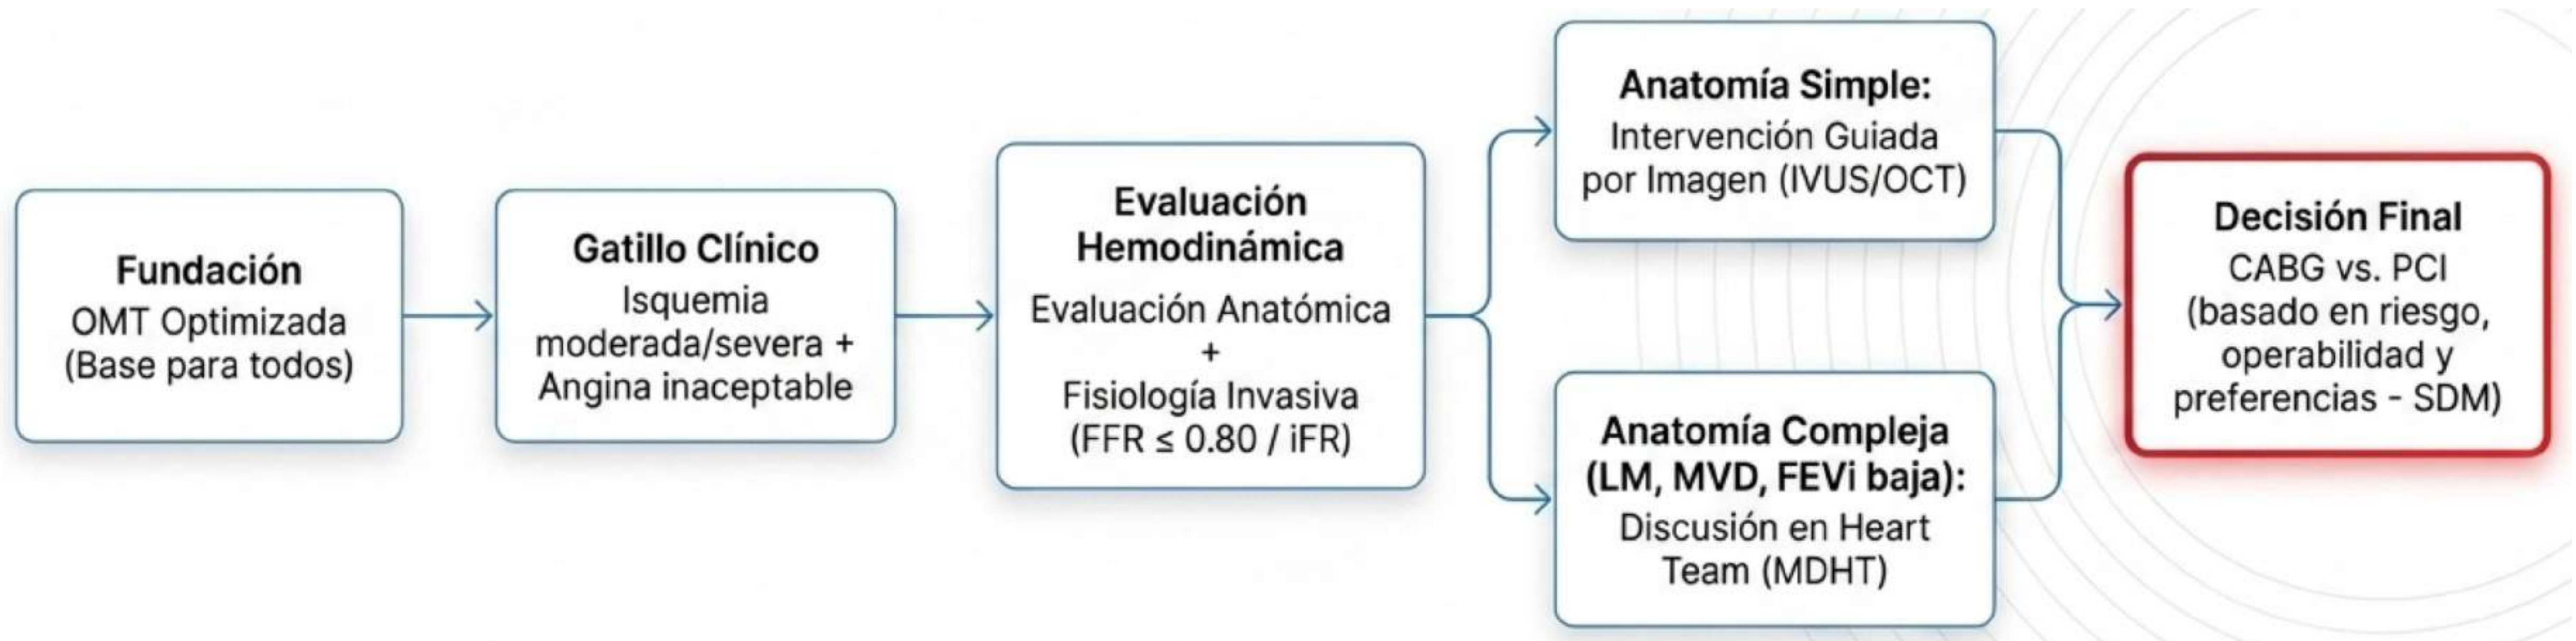 Fundación
OMT Optimizada
(Base para todos)
Gatillo Clínico
Isquemia
moderada/severa +
Angina inaceptable
Evaluación
Hemodinámica
Evaluación Anatómica
+
Fisiología Invasiva
(FFR ≤ 0.80 / iFR)
Anatomía Simple:
Intervención Guiada
por Imagen (IVUS/OCT)
Anatomía Compleja
(LM, MVD, FEVi baja):
Discusión en Heart
Team (MDHT)
Decisión Final
CABG vs. PCI
(basado en riesgo,
operabilidad y
preferencias - SDM)